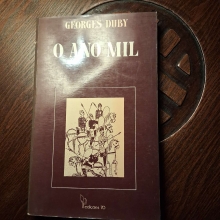 GEORGES DUBY
O ANO MIL
edições 70